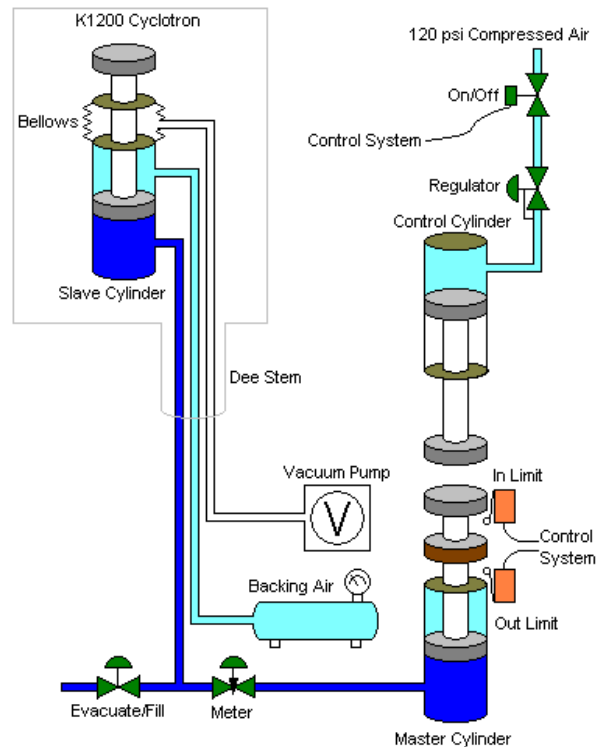 K1200 Cyclotron
120 psi Compressed Air
On/Off
Bellows
Control System
Regulator
Control Cylinder
Slave Cylinder
Dee Stem
Vacuum Pump
V
In Limit
Control
System
Backing Air
Out Limit
Evacuate/Fill
Meter
Master Cylinder